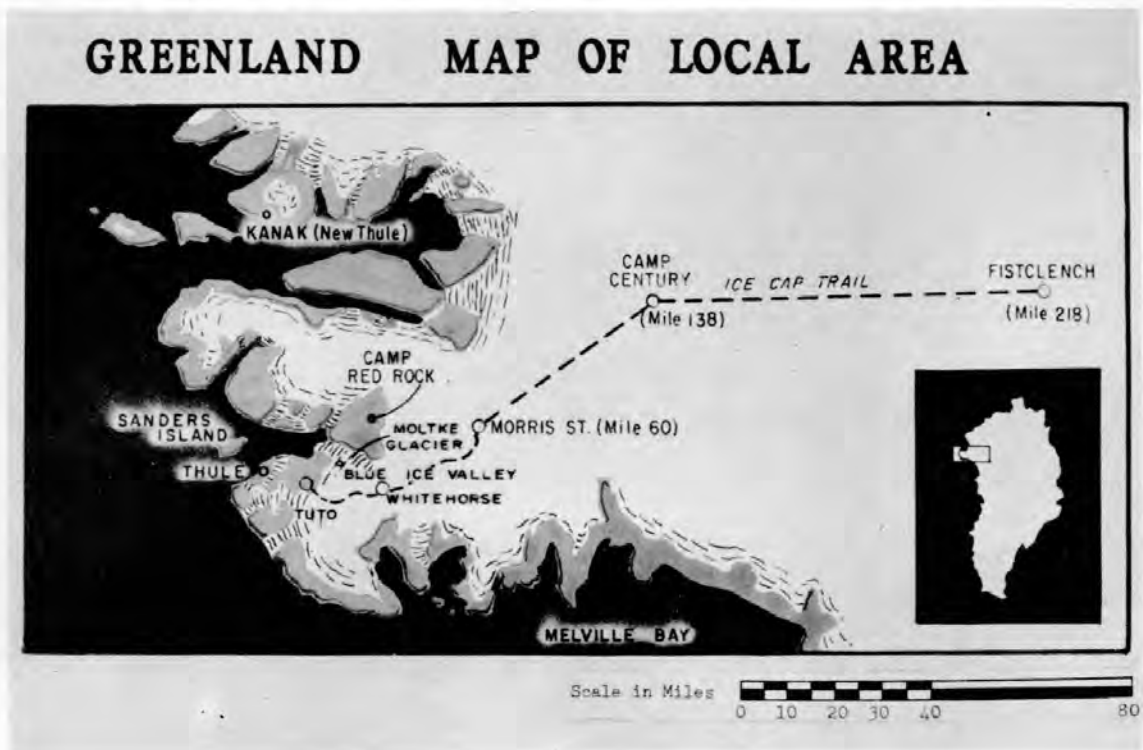 GREENLAND MAP OF LOCAL AREA
KANAK (New Thule)
CAMP
CENTURY
(Mile 138)
ICE CAP TRAIL
FISTCLENCH
(Mile 218)
CAMP
RED ROCK
SANDERS
ISLAND
MOLTKE
GLACIER
MORRIS ST. (Mile 60)
THULE
BLUE ICE VALLEY
WHITEHORSE
TUTO
MELVILLE BAY
Scale in Miles
0 10 20 30 40 80